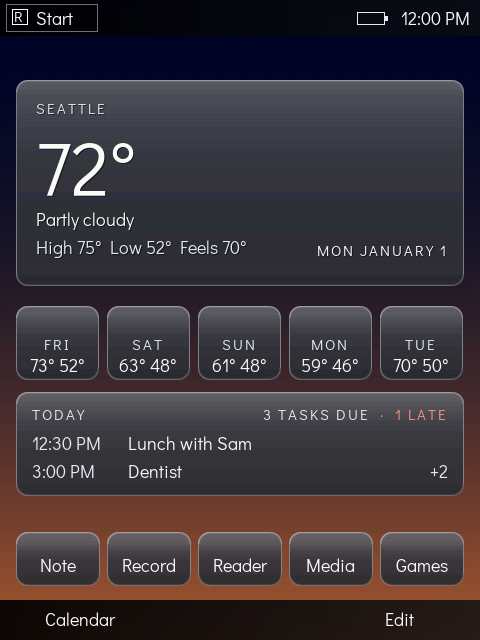 R Start 12:00 PM
SEATTLE
72°
Partly cloudy
High 75° Low 52° Feels 70°
MON JANUARY 1
FRI SAT SUN MON TUE
73° 52° 63° 48° 61° 48° 59° 46° 70° 50°
TODAY 3 TASKS DUE · 1 LATE
12:30 PM Lunch with Sam
3:00 PM Dentist +2
Note Record Reader Media Games
Calendar Edit